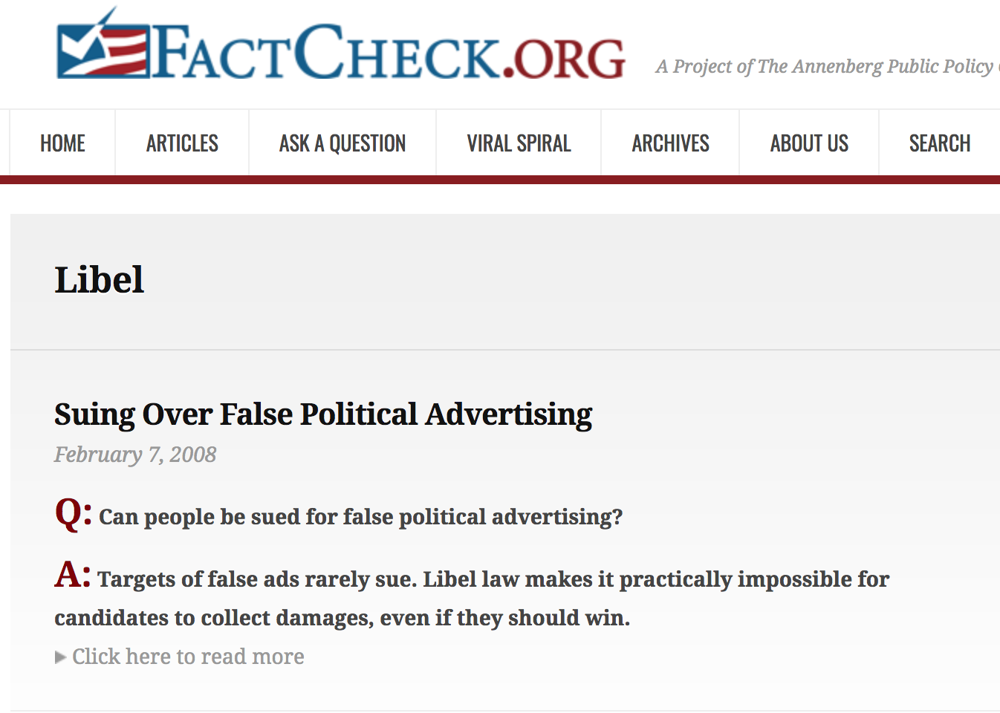 FACTCHECK.ORG
A Project of The Annenberg Public Policy
HOME
ARTICLES
ASK A QUESTION
VIRAL SPIRAL
ARCHIVES
ABOUT US
SEARCH
Libel
Suing Over False Political Advertising
February 7, 2008
Q: Can people be sued for false political advertising?
A: Targets of false ads rarely sue. Libel law makes it practically impossible for
candidates to collect damages, even if they should win.
Click here to read more